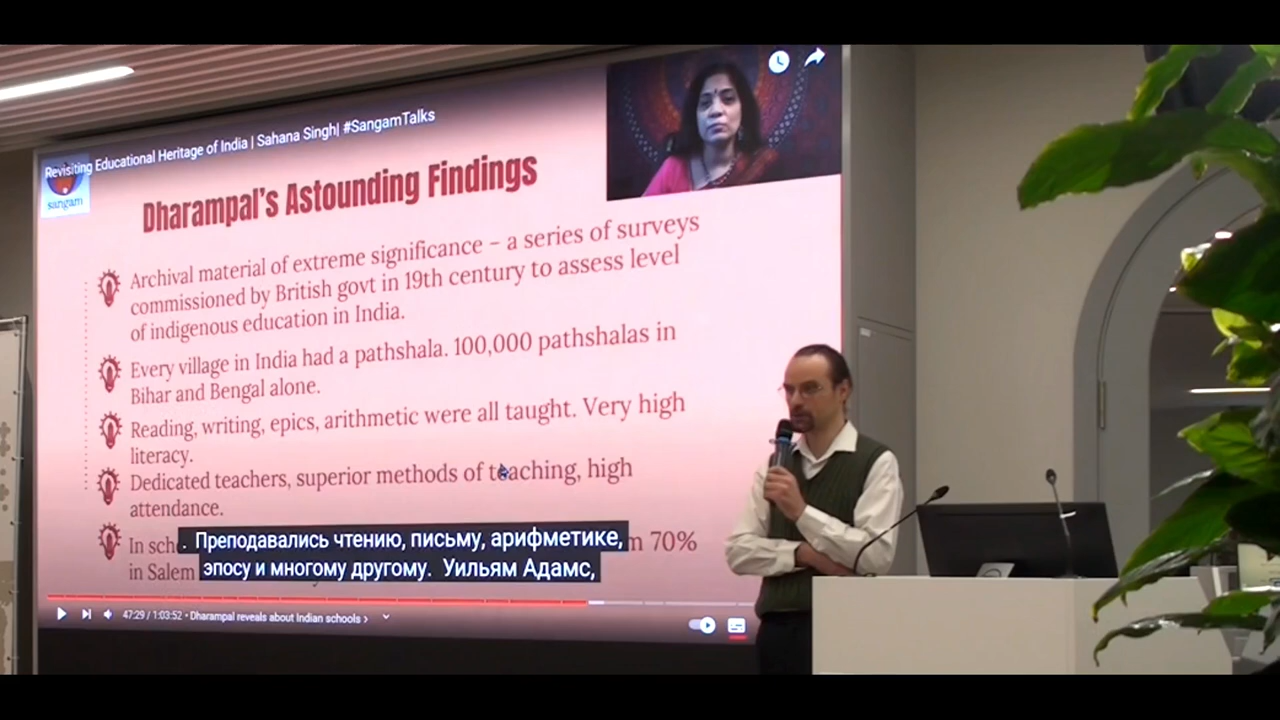 Revisiting Educational Heritage of India | Sahana Singh| #SangamTalks
sangam
Dharampal's Astounding Findings
Archival material of extreme significance – a series of surveys
commissioned by British govt in 19th century to assess level
of indigenous education in India.
Every village in India had a pathshala. 100,000 pathshalas in
Bihar and Bengal alone.
Reading, writing, epics, arithmetic were all taught. Very high
literacy.
Dedicated teachers, superior methods of teaching, high
attendance.
In 70%
in Salem
. Преподавались чтению, письму, арифметике,
эпосу и многому другому. Уильям Адамс,
47:29 / 1:03:52 • Dharampal reveals about Indian schools ›